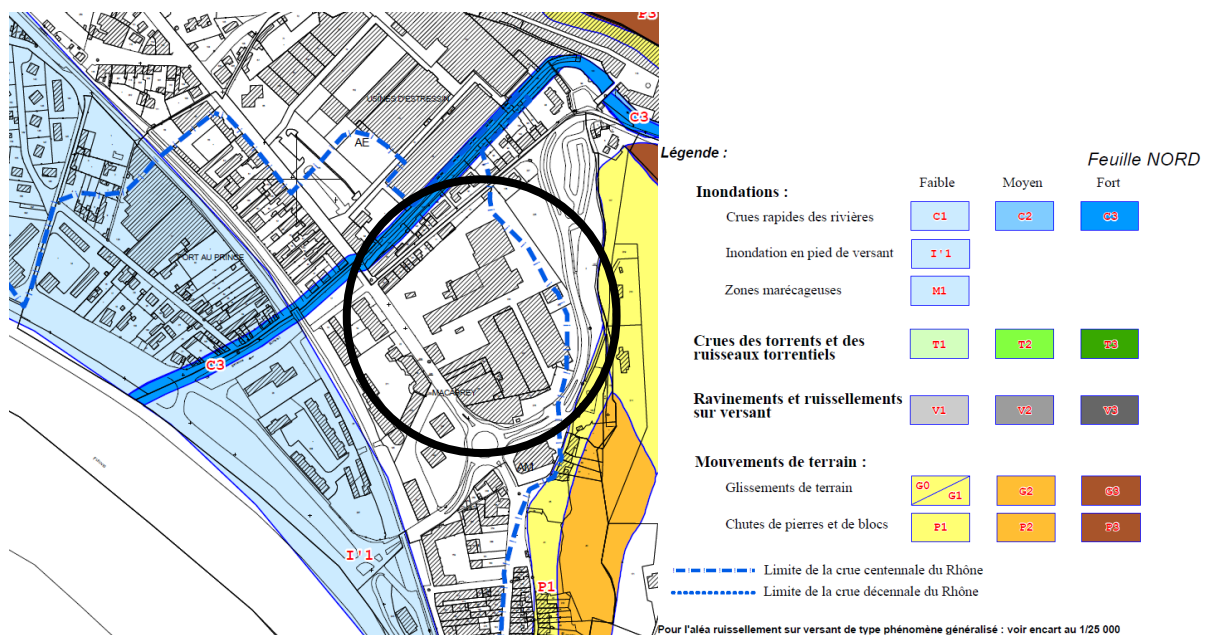 P3
USINES D'ESTRESSIN
C3
AE
PORT AU PRINCE
C3
MACABREY
AM
I'1
P1
Légende :
Feuille NORD
Faible Moyen Fort
Inondations :
Crues rapides des rivières C1 C2 C3
Inondation en pied de versant I'1
Zones marécageuses M1
Crues des torrents et des
ruisseaux torrentiels T1 T2 T3
Ravinements et ruissellements
sur versant V1 V2 V3
Mouvements de terrain :
Glissements de terrain G0 G1 G2 G3
Chutes de pierres et de blocs P1 P2 P3
Limite de la crue centennale du Rhône
Limite de la crue décennale du Rhône
Pour l'aléa ruissellement sur versant de type phénomène généralisé : voir encart au 1/25 000